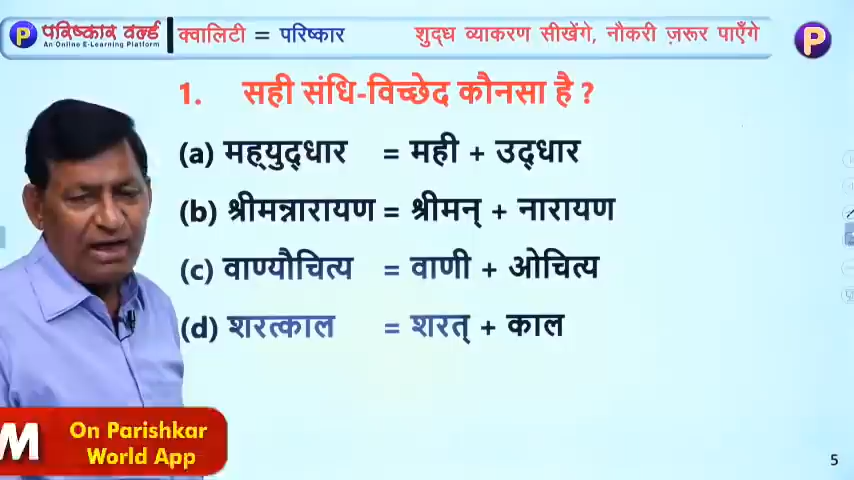 परिष्कार वर्ल्ड
An Online E-Learning Platform
क्वालिटी = परिष्कार
शुद्ध व्याकरण सीखेंगे, नौकरी ज़रूर पाएँगे
P
P
1. सही संधि-विच्छेद कौनसा है ?
(a) मह्युद्धार = मही + उद्धार
(b) श्रीमन्नारायण = श्रीमन् + नारायण
(c) वाण्यौचित्य = वाणी + ओचित्य
(d) शरत्काल = शरत् + काल
M
On Parishkar
World App
5